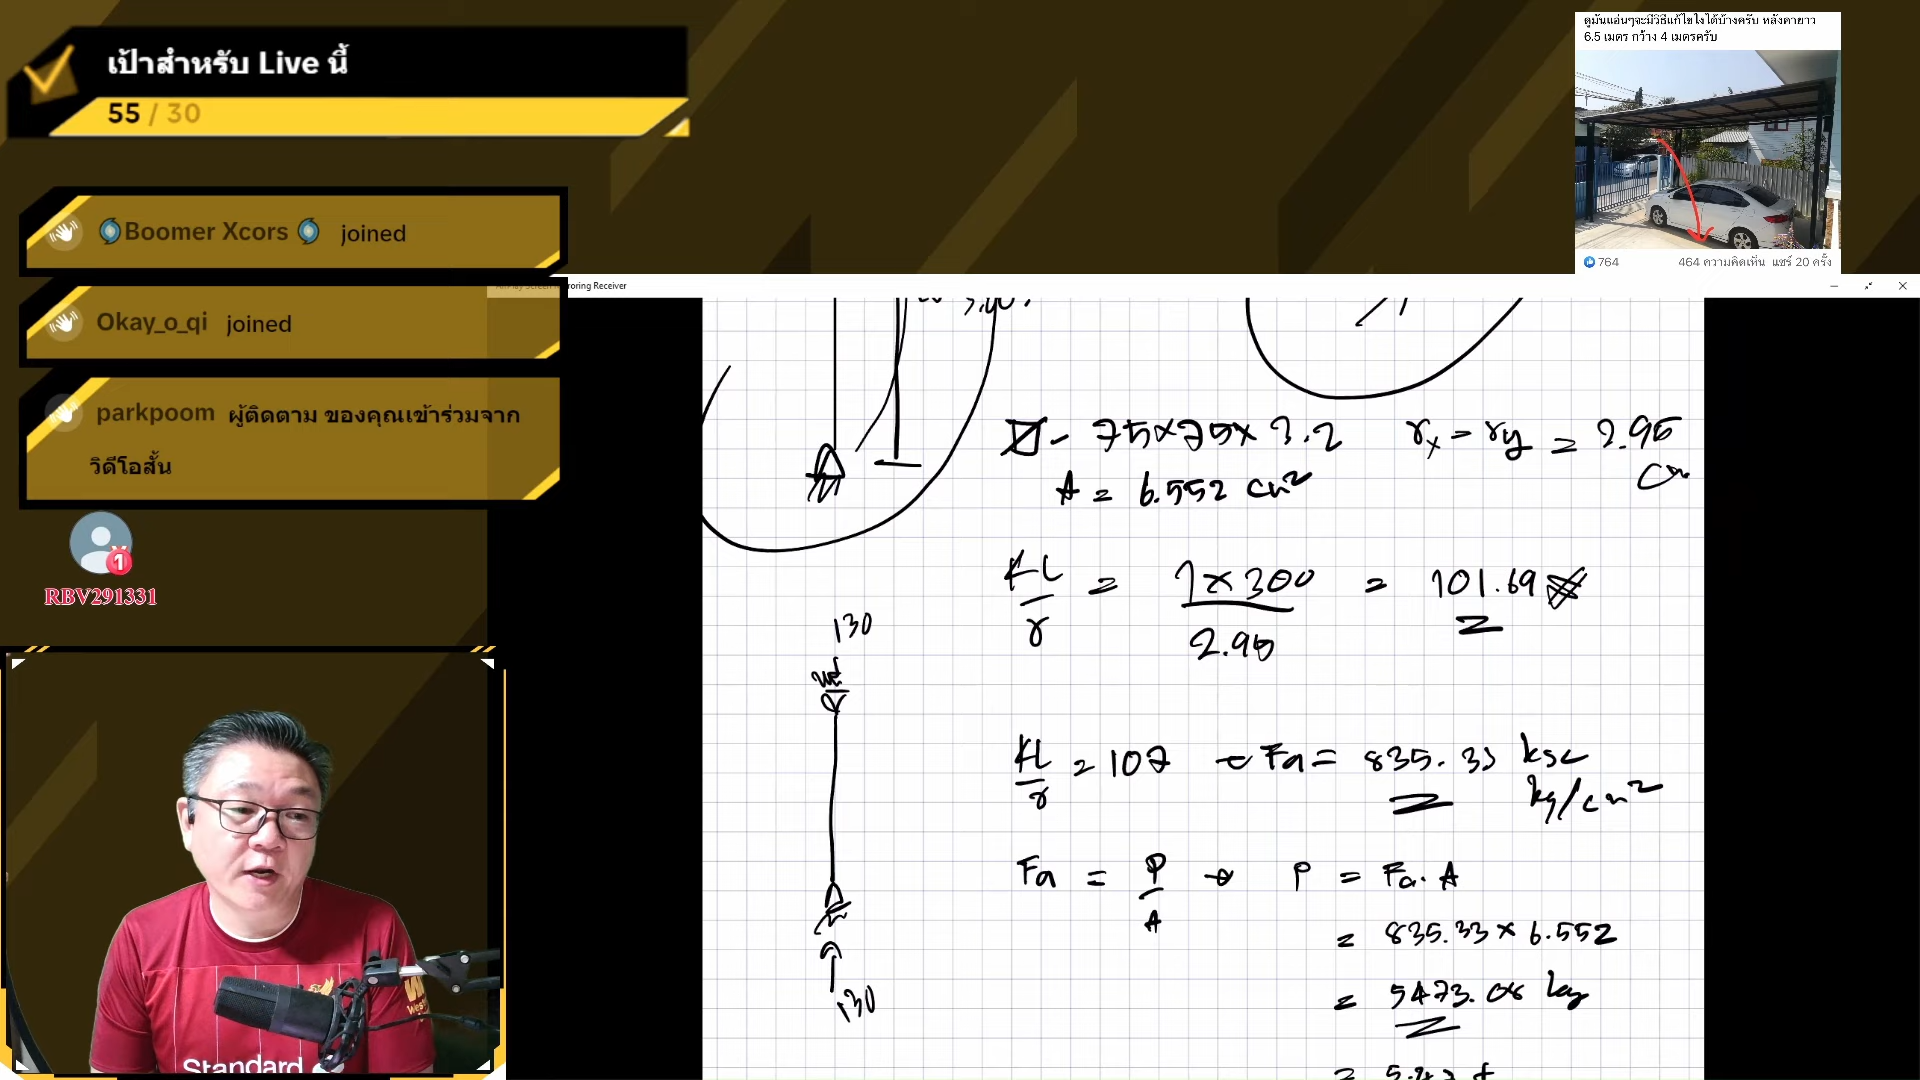 เป้าสำหรับ Live นี้
55 / 30
Boomer Xcors joined
Okay_o_qi joined
parkpoom ผู้ติดตาม ของคุณเข้าร่วมจาก
วิดีโอสั้น
1
RBV291331
ดูมันแอ่นๆจะมีวิธีแก้ไขไงได้บ้างครับ หลังคายาว
6.5 เมตร กว้าง 4 เมตรครับ
764 464 ความคิดเห็น แชร์ 20 ครั้ง
roring Receiver
- 75x75x3.2 rx = ry = 2.95
cm
A = 6.552 cm²
KL/r = 1 x 300 / 2.95 = 101.69
130
KL/r = 102 → Fa = 835.33 ksc
kg/cm²
Fa = P/A → P = Fa.A
= 835.33 x 6.552
= 5473.08 kg
130
Standard